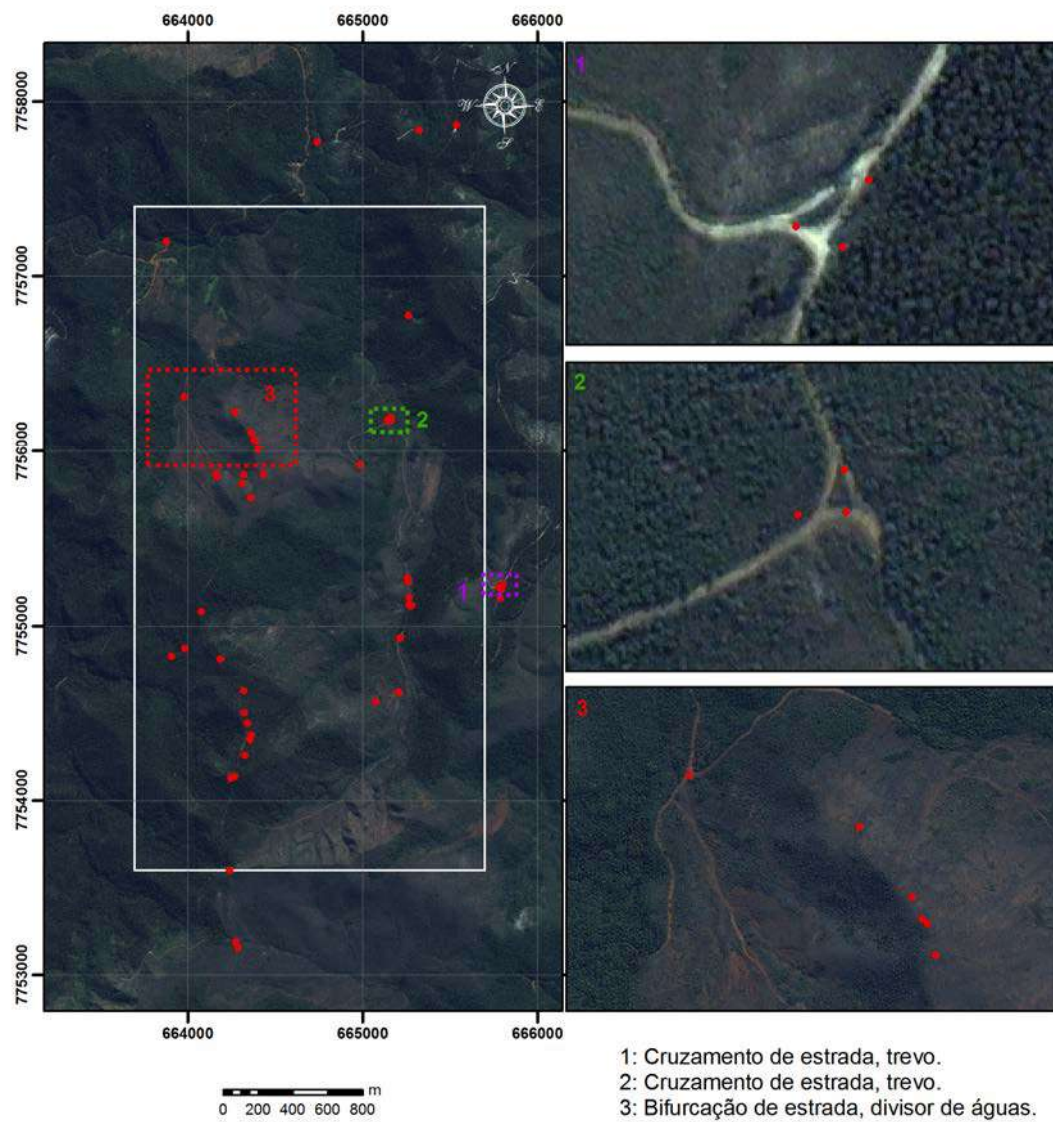 664000 665000 666000
7758000
7757000
7756000
7755000
7754000
7753000
N
W E
S
3
2
1
664000 665000 666000
m
0 200 400 600 800
1
2
3
1: Cruzamento de estrada, trevo.
2: Cruzamento de estrada, trevo.
3: Bifurcação de estrada, divisor de águas.